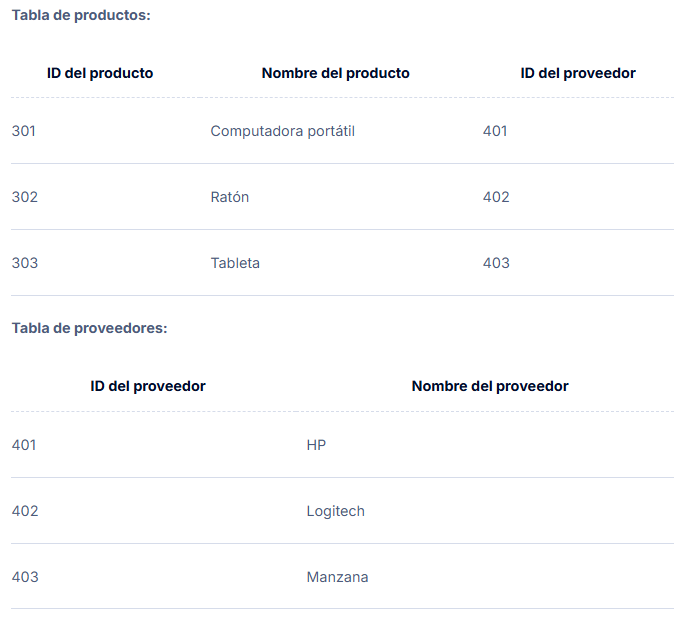 Tabla de productos:
ID del producto Nombre del producto ID del proveedor
301 Computadora portátil 401
302 Ratón 402
303 Tableta 403
Tabla de proveedores:
ID del proveedor Nombre del proveedor
401 HP
402 Logitech
403 Manzana